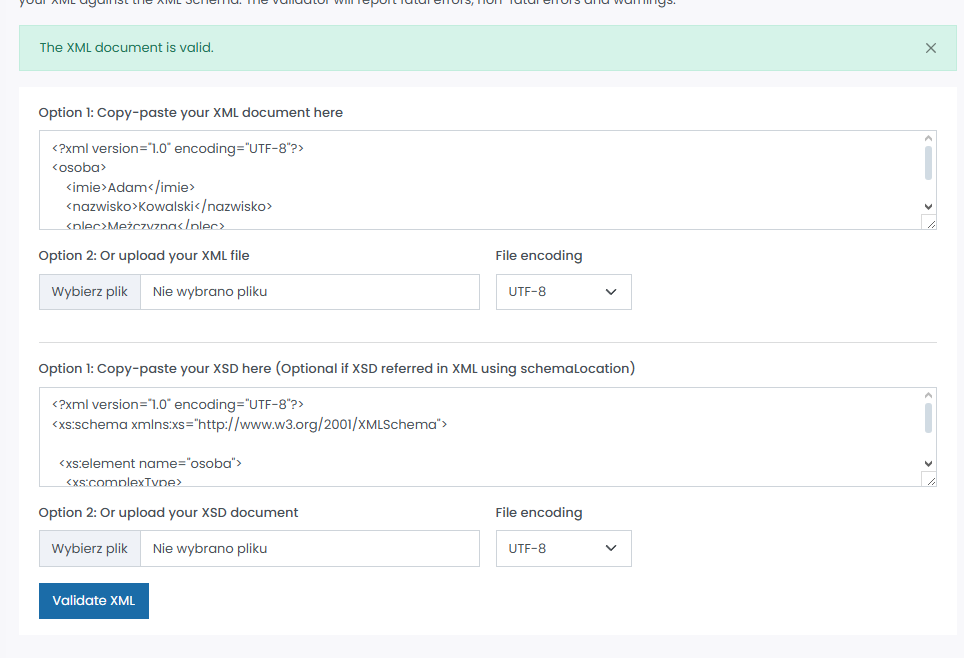 your XML against the XML Schema. The validator will report fatal errors, non-fatal errors and warnings.
The XML document is valid.
Option 1: Copy-paste your XML document here
<?xml version="1.0" encoding="UTF-8"?>
<osoba>
<imie>Adam</imie>
<nazwisko>Kowalski</nazwisko>
<plec>Mężczyzna</plec>
Option 2: Or upload your XML file
File encoding
Wybierz plik Nie wybrano pliku
UTF-8
Option 1: Copy-paste your XSD here (Optional if XSD referred in XML using schemaLocation)
<?xml version="1.0" encoding="UTF-8"?>
<xs:schema xmlns:xs="http://www.w3.org/2001/XMLSchema">
<xs:element name="osoba">
<xs:complexType>
Option 2: Or upload your XSD document
File encoding
Wybierz plik Nie wybrano pliku
UTF-8
Validate XML